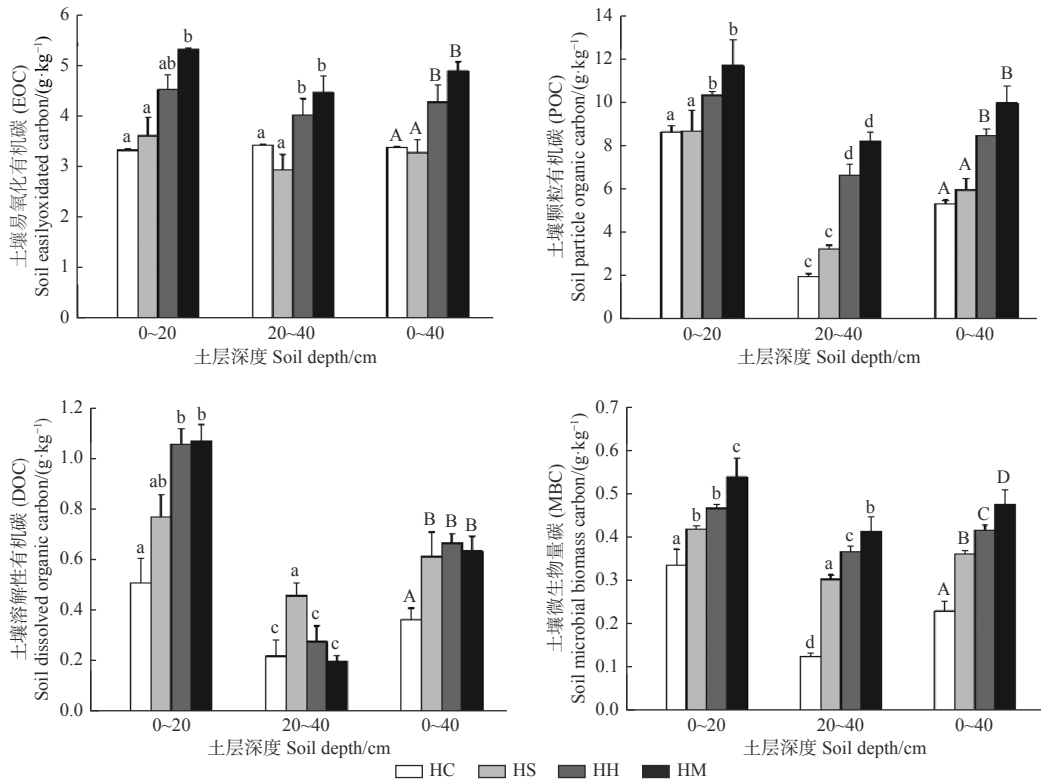 土壤易氧化有机碳 (EOC)
Soil easilyoxidated carbon/(g·kg⁻¹)
6
5
4
3
2
1
0
a
a
ab
b
a
a
b
b
A
A
B
B
0~20
20~40
0~40
土层深度 Soil depth/cm
土壤颗粒有机碳 (POC)
Soil particle organic carbon/(g·kg⁻¹)
14
12
10
8
6
4
2
0
a
a
b
b
c
c
d
d
A
A
B
B
0~20
20~40
0~40
土层深度 Soil depth/cm
土壤溶解性有机碳 (DOC)
Soil dissolved organic carbon/(g·kg⁻¹)
1.2
1.0
0.8
0.6
0.4
0.2
0.0
a
ab
b
b
c
a
c
c
A
B
B
B
0~20
20~40
0~40
土层深度 Soil depth/cm
土壤微生物量碳 (MBC)
Soil microbial biomass carbon/(g·kg⁻¹)
0.7
0.6
0.5
0.4
0.3
0.2
0.1
0.0
a
b
b
c
d
a
c
b
A
B
C
D
0~20
20~40
0~40
土层深度 Soil depth/cm
HC HS HH HM